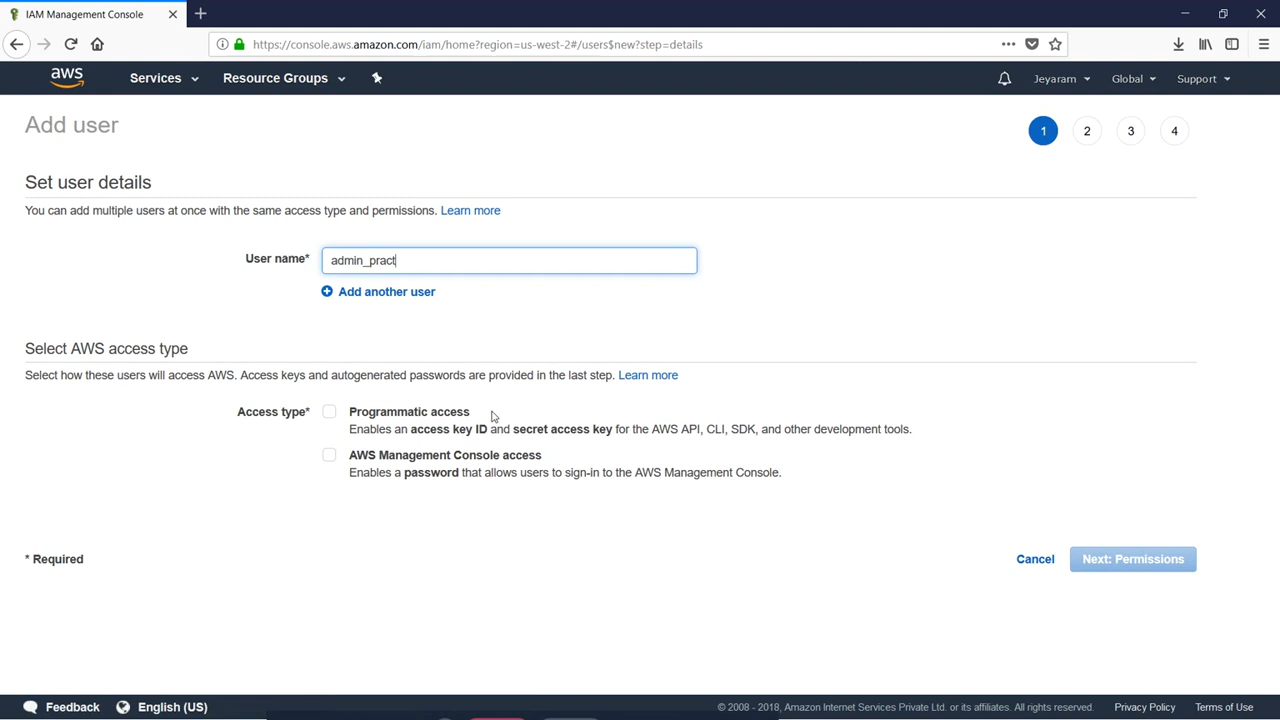 IAM Management Console
https://console.aws.amazon.com/iam/home?region=us-west-2#/users$new?step=details
aws
Services
Resource Groups
Jeyaram
Global
Support
Add user
1
2
3
4
Set user details
You can add multiple users at once with the same access type and permissions. Learn more
User name*
admin_pract
Add another user
Select AWS access type
Select how these users will access AWS. Access keys and autogenerated passwords are provided in the last step. Learn more
Access type*
Programmatic access
Enables an access key ID and secret access key for the AWS API, CLI, SDK, and other development tools.
AWS Management Console access
Enables a password that allows users to sign-in to the AWS Management Console.
* Required
Cancel
Next: Permissions
Feedback
English (US)
© 2008 - 2018, Amazon Internet Services Private Ltd. or its affiliates. All rights reserved.
Privacy Policy
Terms of Use